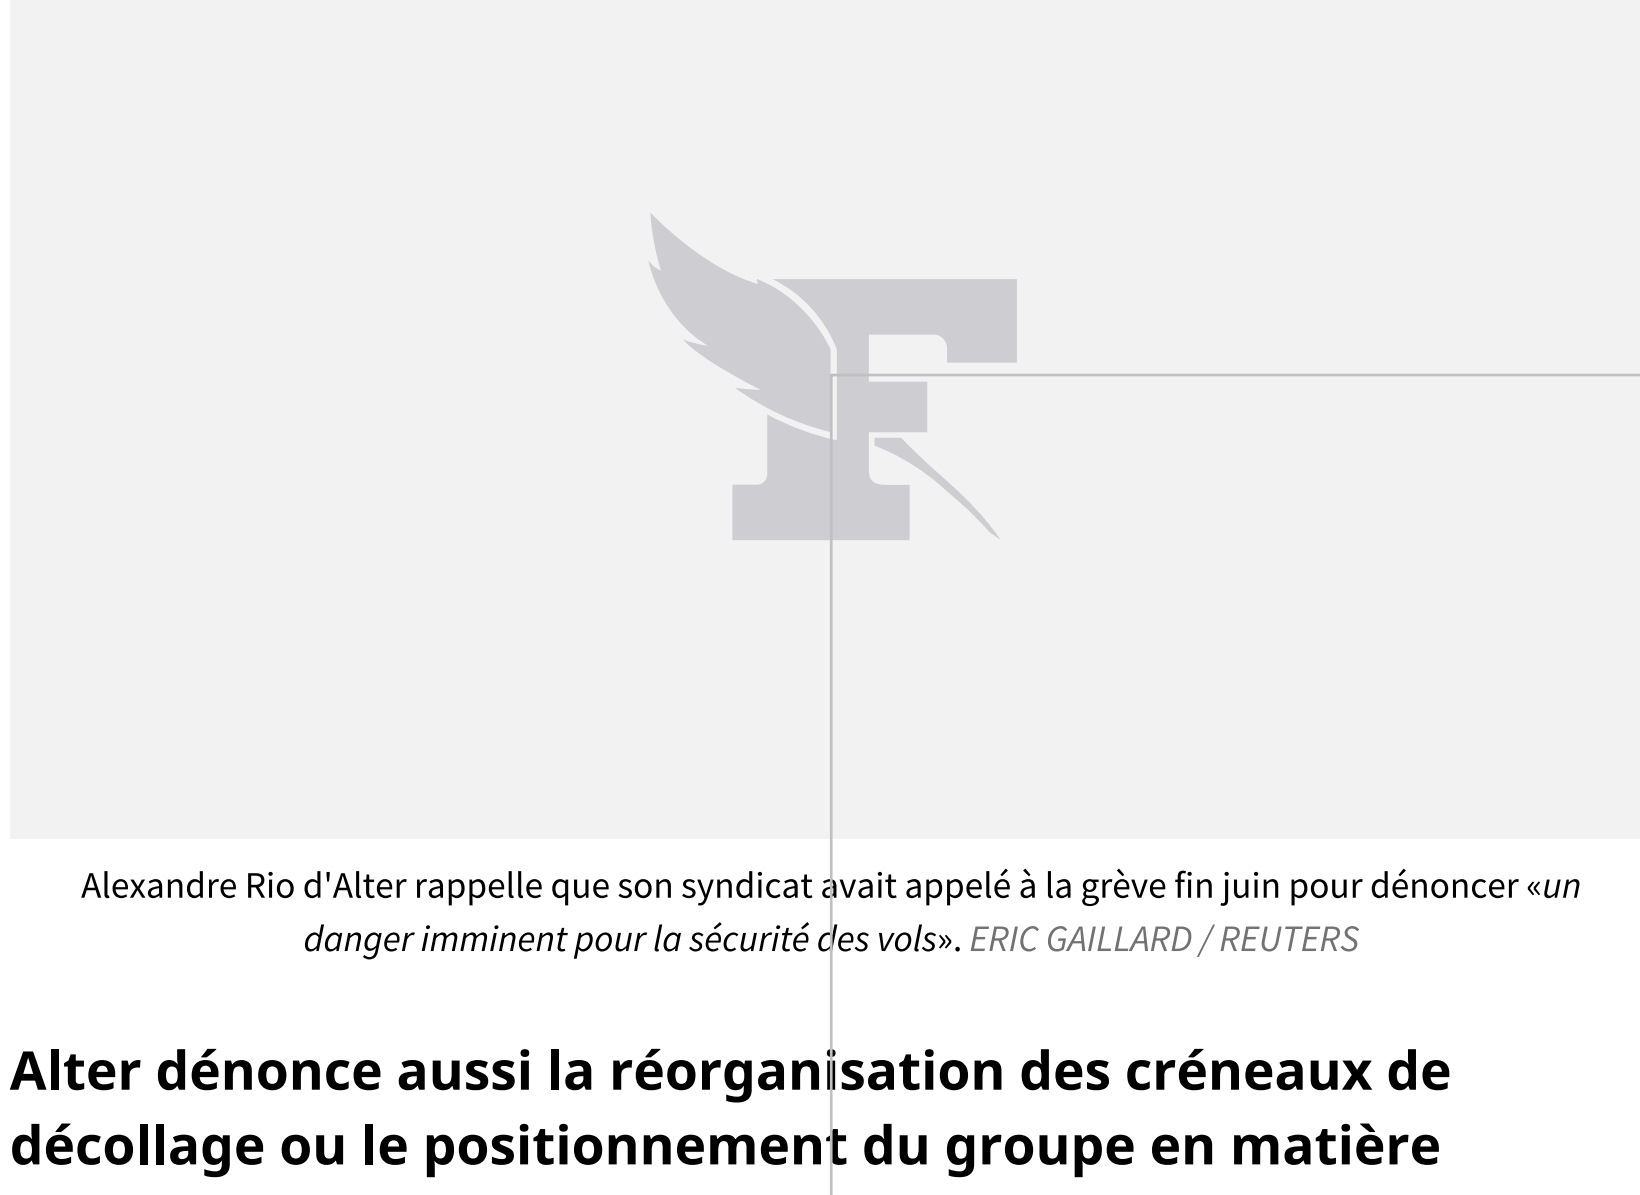 Alexandre Rio d'Alter rappelle que son syndicat avait appelé à la grève fin juin pour dénoncer «un
danger imminent pour la sécurité des vols». ERIC GAILLARD / REUTERS
Alter dénonce aussi la réorganisation des créneaux de
décollage ou le positionnement du groupe en matière